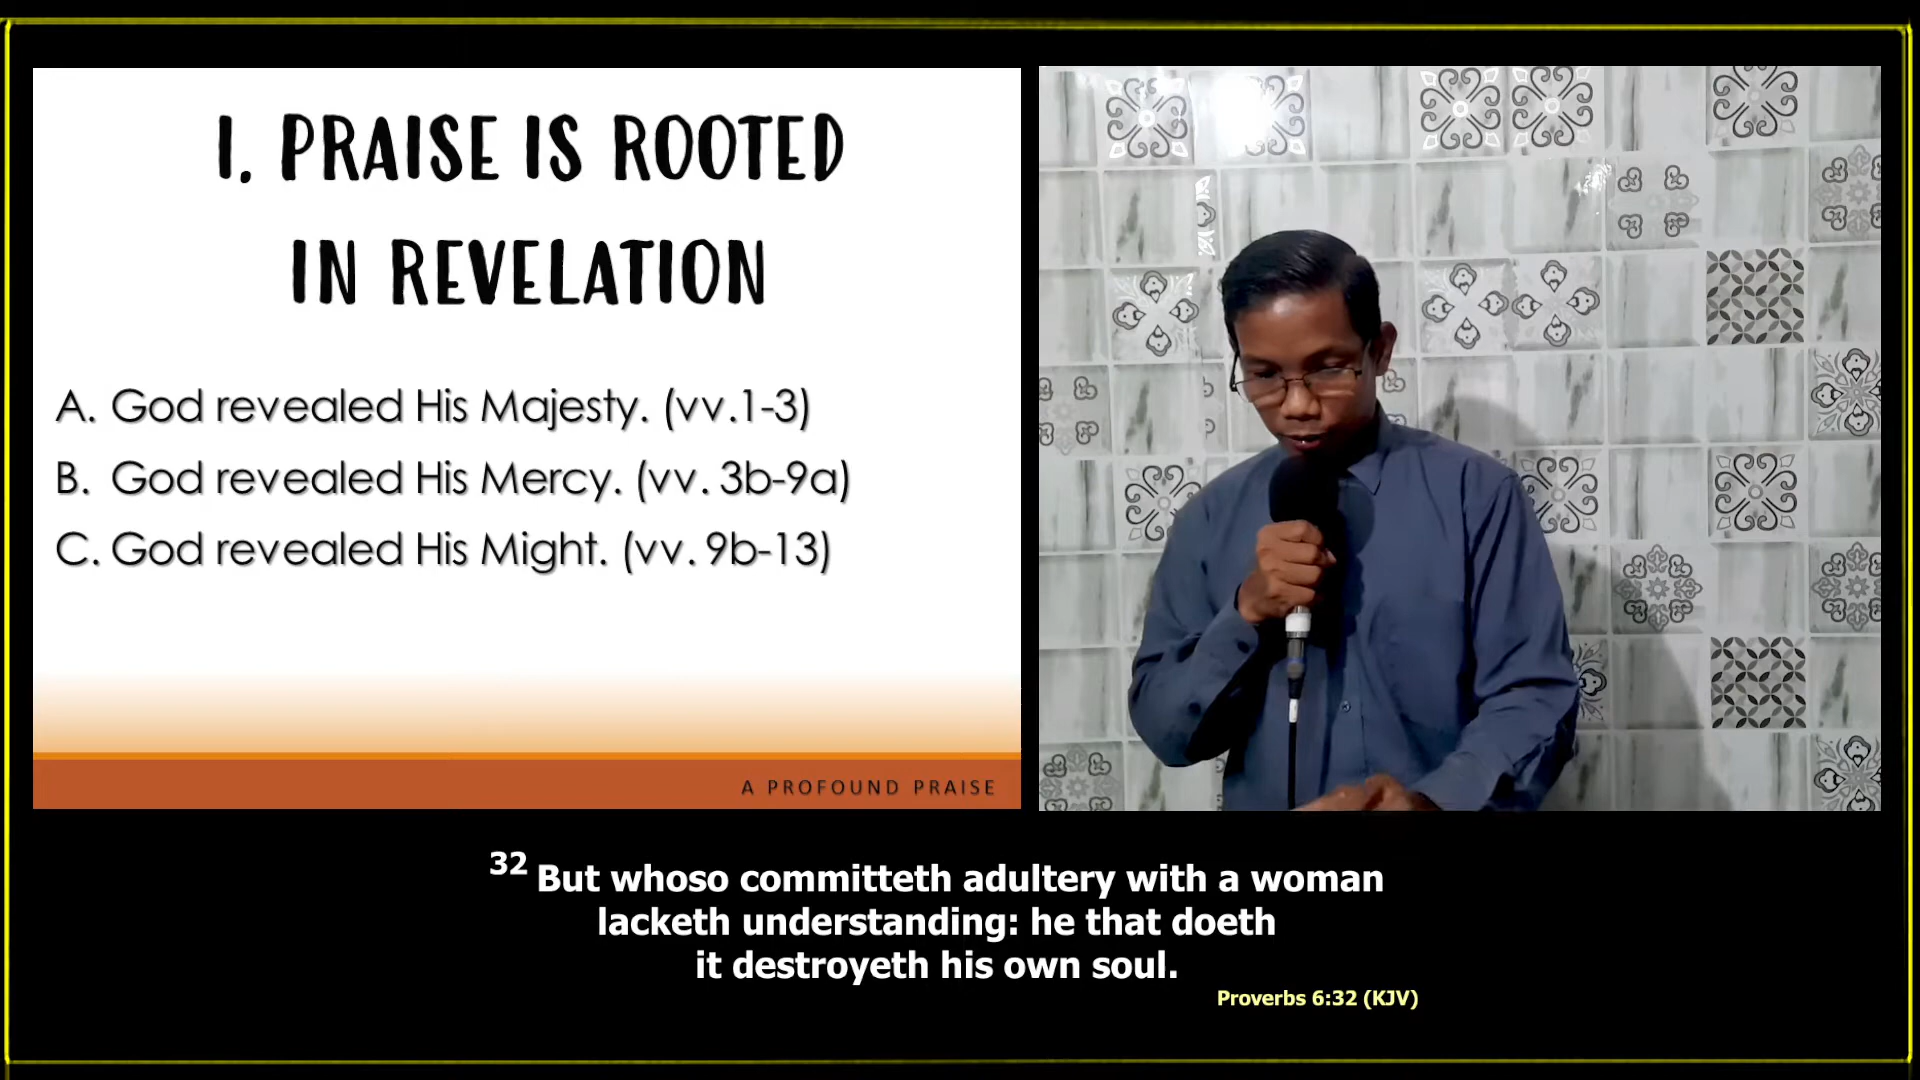 I. PRAISE IS ROOTED
IN REVELATION
A. God revealed His Majesty. (vv.1-3)
B. God revealed His Mercy. (vv. 3b-9a)
C. God revealed His Might. (vv. 9b-13)
A PROFOUND PRAISE
32 But whoso committeth adultery with a woman
lacketh understanding: he that doeth
it destroyeth his own soul.
Proverbs 6:32 (KJV)